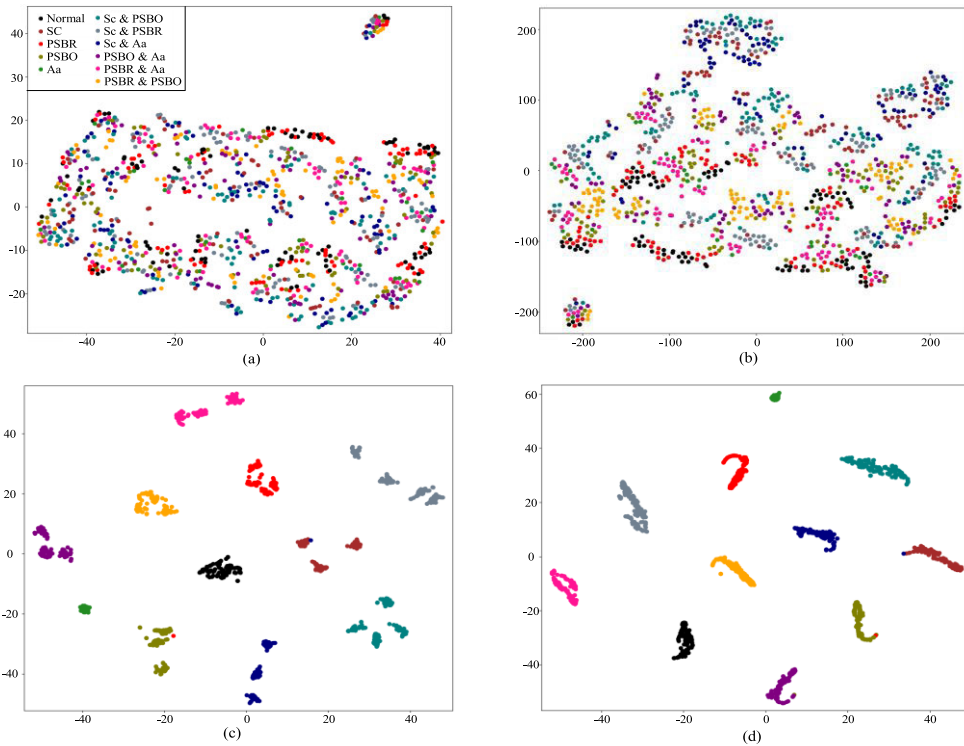 Normal
SC
PSBR
PSBO
Aa
Sc & PSBO
Sc & PSBR
Sc & Aa
PSBO & Aa
PSBR & Aa
PSBR & PSBO
40
30
20
10
0
-10
-20
-40
-20
0
20
40
(a)
200
100
0
-100
-200
-200
-100
0
100
200
(b)
40
20
0
-20
-40
-40
-20
0
20
40
(c)
60
40
20
0
-20
-40
-40
-20
0
20
40
(d)